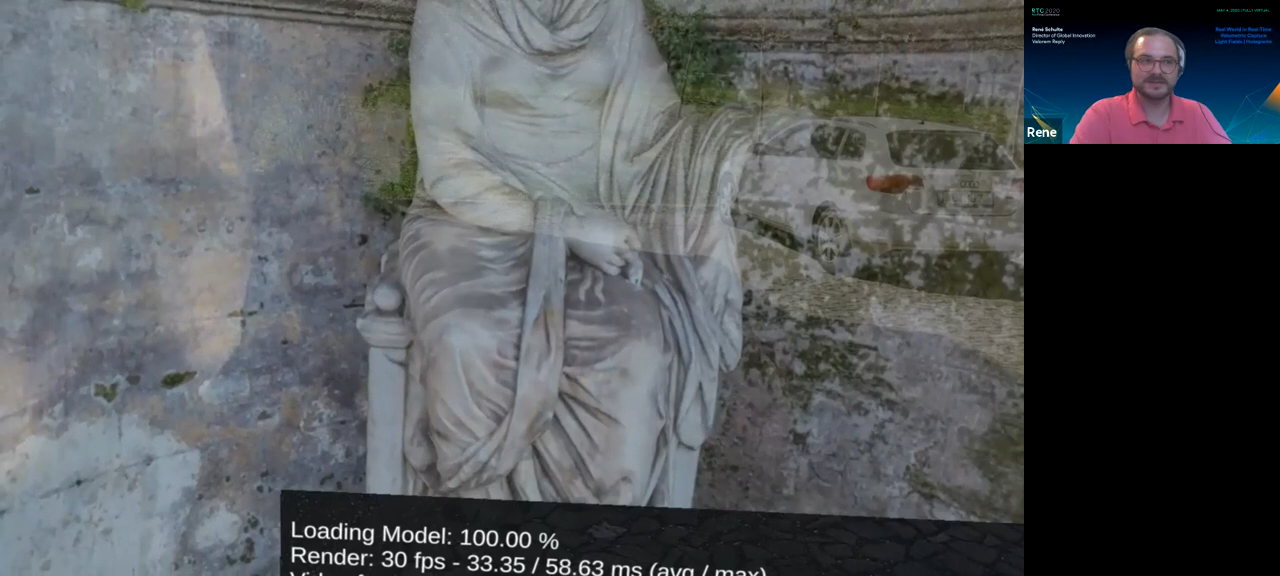 Loading Model: 100.00 %
Render: 30 fps - 33.35 / 58.63 ms (avg / max)
RTC 2020
René Schulte
Director of Global Innovation
Valorem Reply
Real World in Real-Time
Volumetric Capture
Light Fields | Holograms
Rene